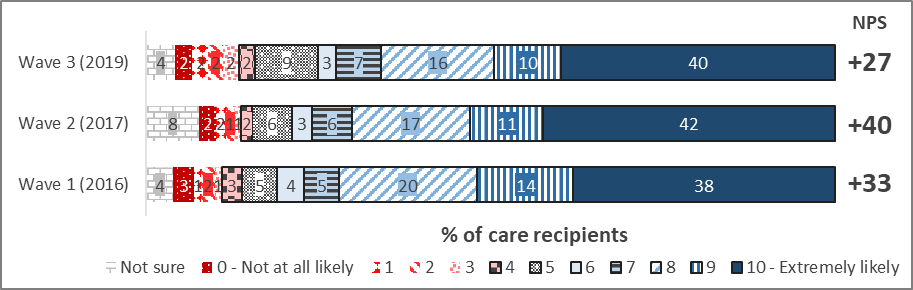 NPS
Wave 3 (2019) 4 2 2 2 2 2 9 3 7 16 10 40 +27
Wave 2 (2017) 8 2 2 1 1 2 6 3 6 17 11 42 +40
Wave 1 (2016) 4 3 1 2 1 3 5 4 5 20 14 38 +33
% of care recipients
Not sure 0 - Not at all likely 1 2 3 4 5 6 7 8 9 10 - Extremely likely